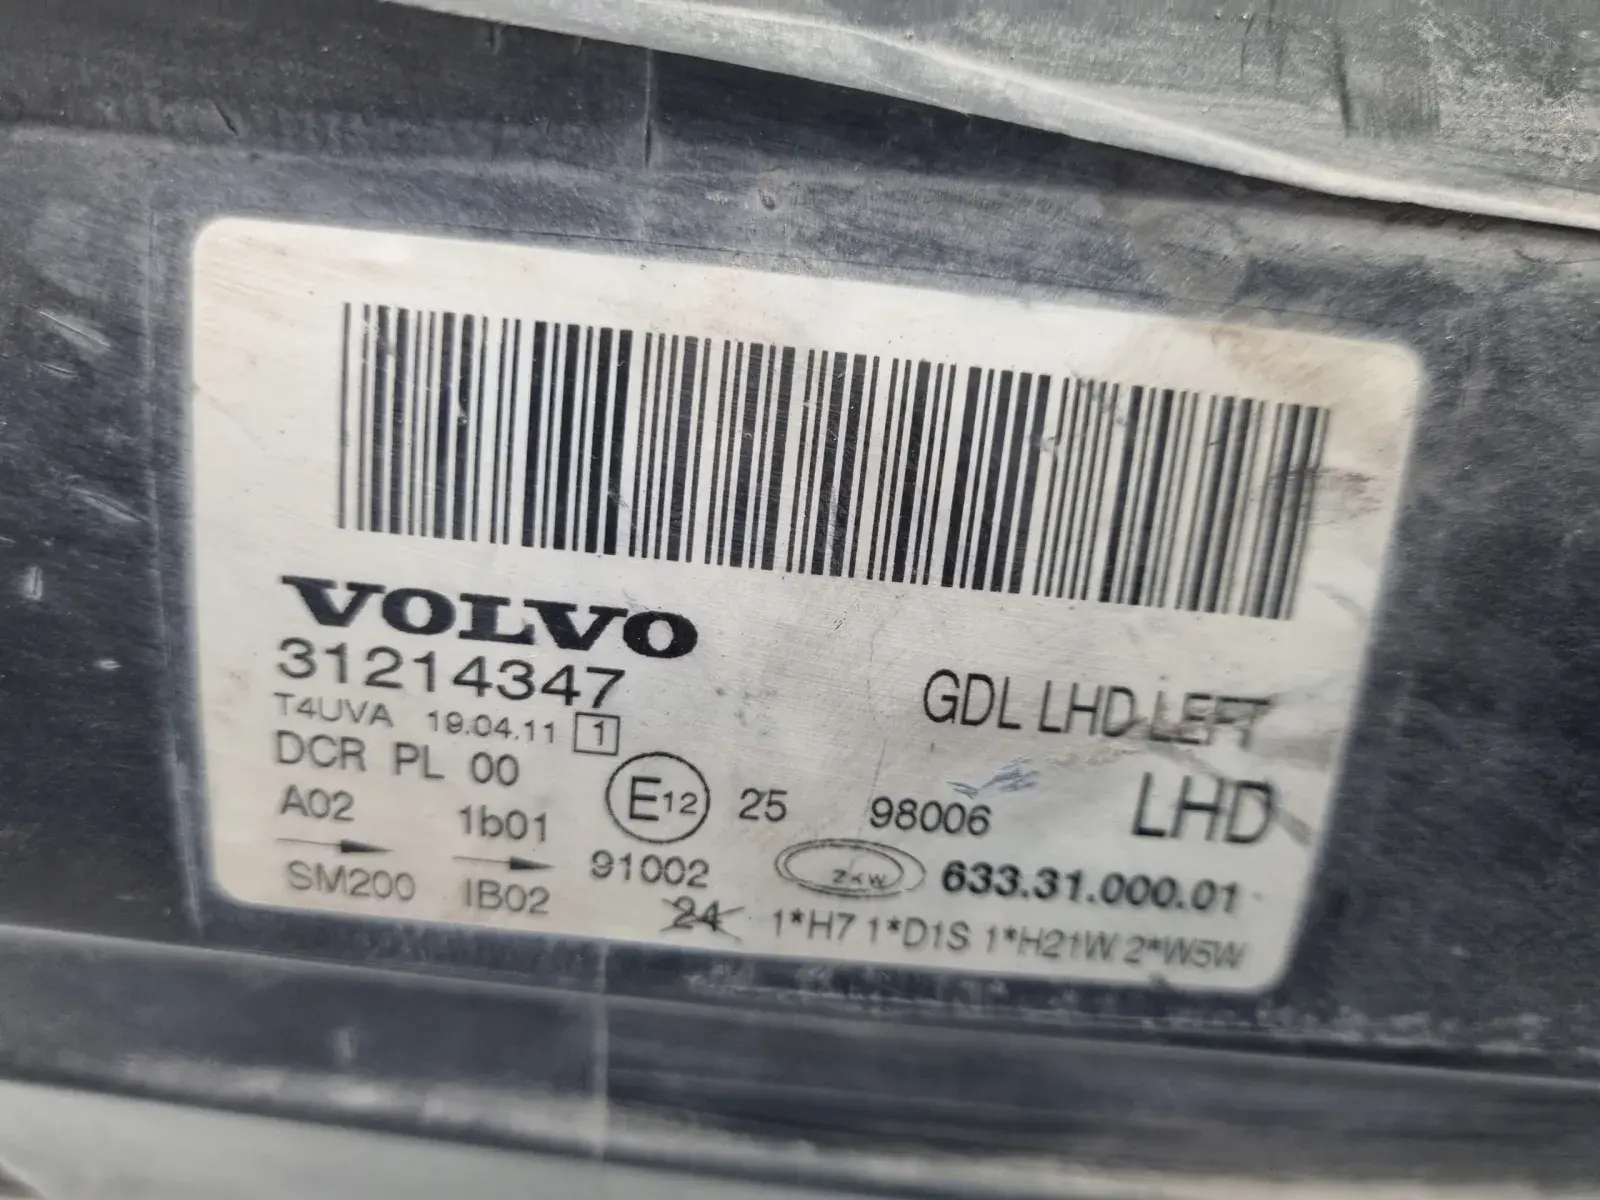 VOLVO
31214347
GDL LHD LEFT
T4UVA 19.04.11 1
DCR PL 00
LHD
A02 1b01 E12 25 98006
SM200 IB02 91002 ZKW 633.31.000.01
24 1*H7 1*D1S 1*H21W 2*W5W